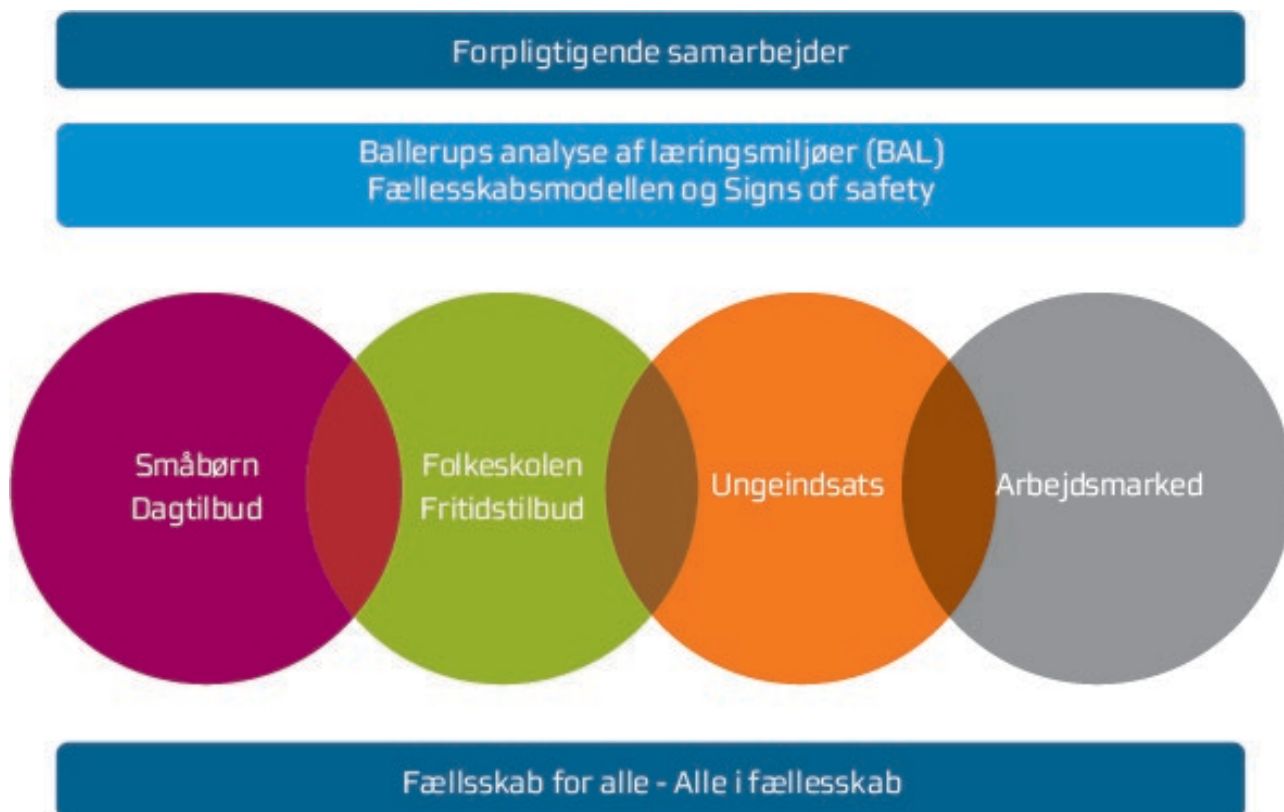 Forpligtigende samarbejder
Ballerups analyse af læringsmiljøer (BAL)
Fællesskabsmodellen og Signs of safety
Småbørn
Dagtilbud
Folkeskolen
Fritidstilbud
Ungeindsats
Arbejdsmarked
Fællsskab for alle - Alle i fællesskab